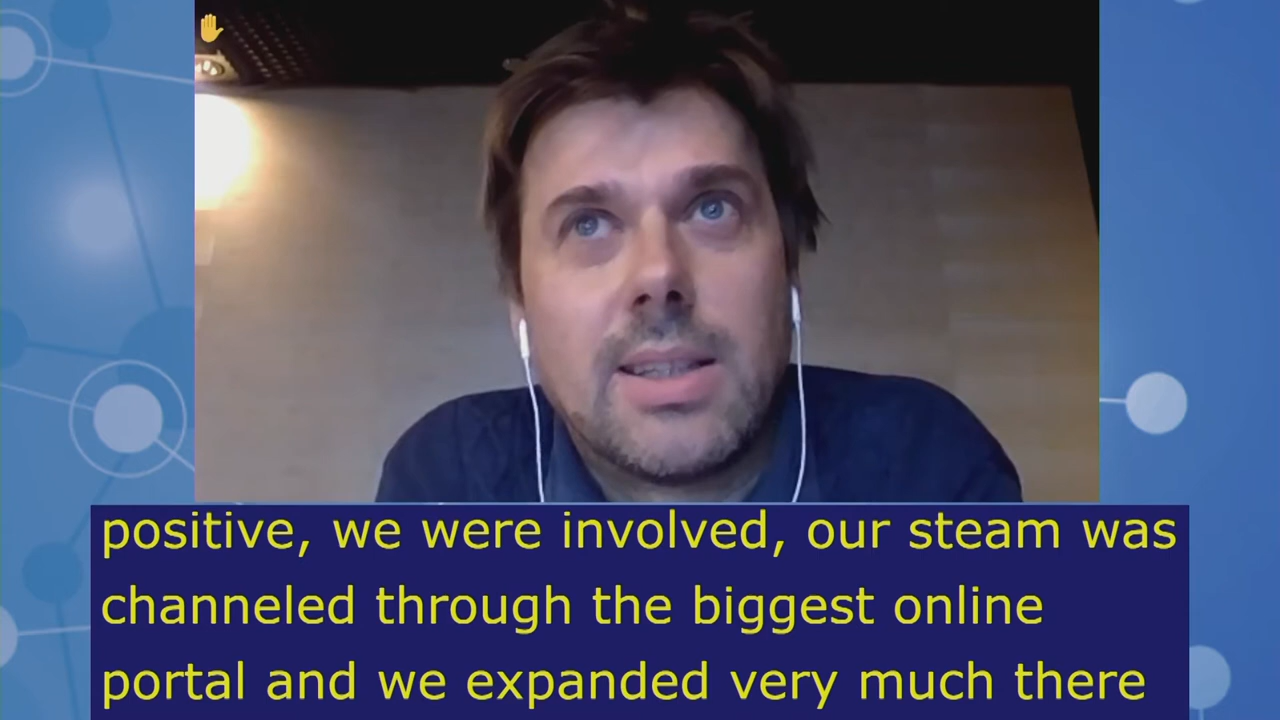 positive, we were involved, our steam was
channeled through the biggest online
portal and we expanded very much there